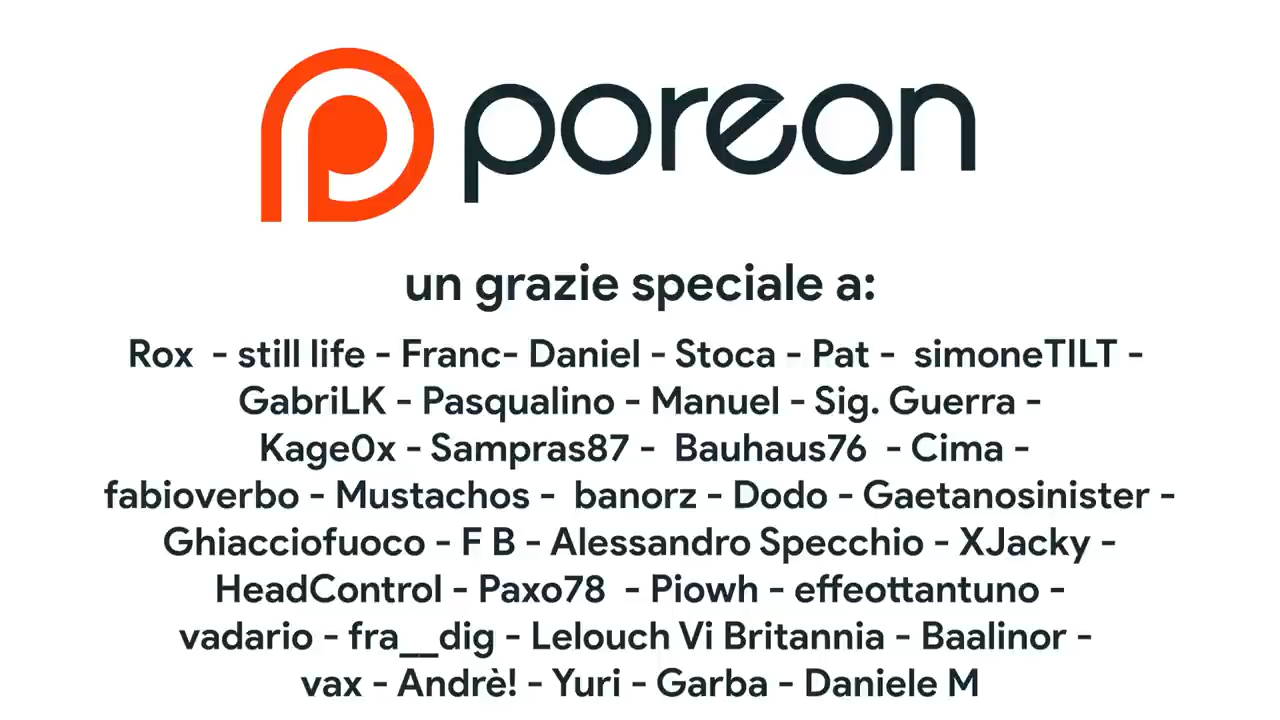 poreon
un grazie speciale a:
Rox - still life - Franc- Daniel - Stoca - Pat - simoneTILT -
GabriLK - Pasqualino - Manuel - Sig. Guerra -
Kage0x - Sampras87 - Bauhaus76 - Cima -
fabioverbo - Mustachos - banorz - Dodo - Gaetanosinister -
Ghiacciofuoco - F B - Alessandro Specchio - XJacky -
HeadControl - Paxo78 - Piowh - effeottantuno -
vadario - fra__dig - Lelouch Vi Britannia - Baalinor -
vax - Andrè! - Yuri - Garba - Daniele M